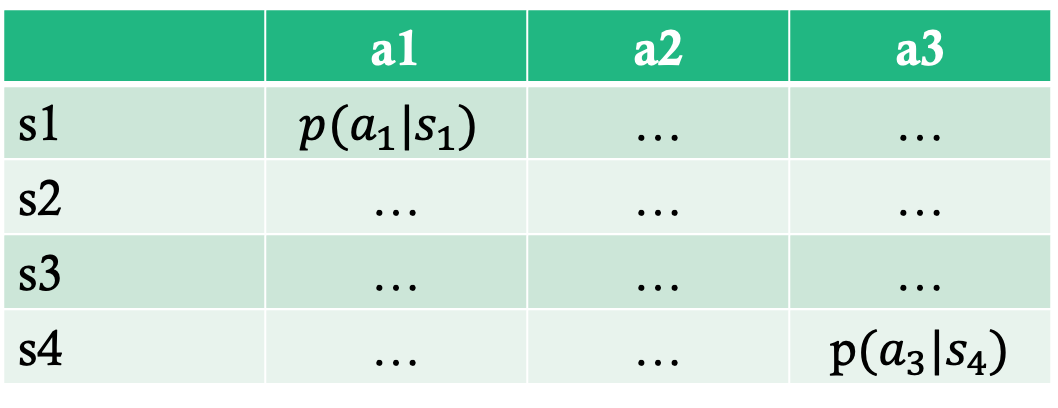 a1 a2 a3
s1 p(a₁|s₁) … …
s2 … … …
s3 … … …
s4 … … p(a₃|s₄)